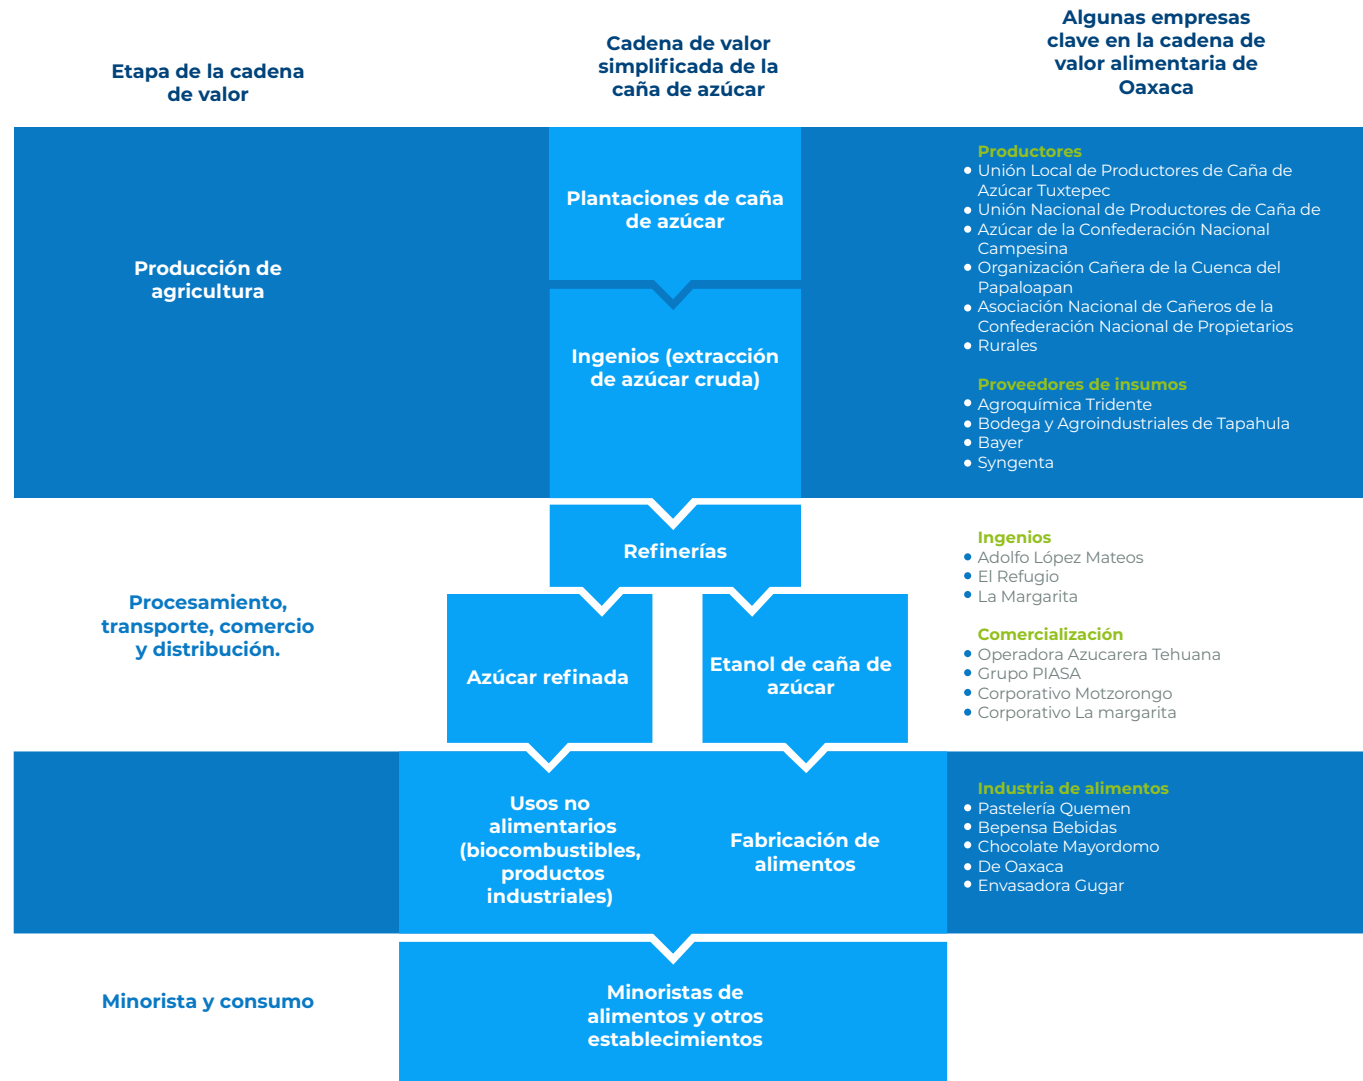 Etapa de la cadena
de valor
Cadena de valor
simplificada de la
caña de azúcar
Algunas empresas
clave en la cadena de
valor alimentaria de
Oaxaca
Producción de
agricultura
Plantaciones de caña
de azúcar
Ingenios (extracción
de azúcar cruda)
Productores
Unión Local de Productores de Caña de
Azúcar Tuxtepec
Unión Nacional de Productores de Caña de
Azúcar de la Confederación Nacional
Campesina
Organización Cañera de la Cuenca del
Papaloapan
Asociación Nacional de Cañeros de la
Confederación Nacional de Propietarios
Rurales
Proveedores de insumos
Agroquímica Tridente
Bodega y Agroindustriales de Tapahula
Bayer
Syngenta
Procesamiento,
transporte, comercio
y distribución.
Refinerías
Azúcar refinada
Etanol de caña de
azúcar
Ingenios
Adolfo López Mateos
El Refugio
La Margarita
Comercialización
Operadora Azucarera Tehuana
Grupo PIASA
Corporativo Motzorongo
Corporativo La margarita
Usos no
alimentarios
(biocombustibles,
productos
industriales)
Fabricación de
alimentos
Industria de alimentos
Pastelería Quemen
Bepensa Bebidas
Chocolate Mayordomo
De Oaxaca
Envasadora Gugar
Minorista y consumo
Minoristas de
alimentos y otros
establecimientos